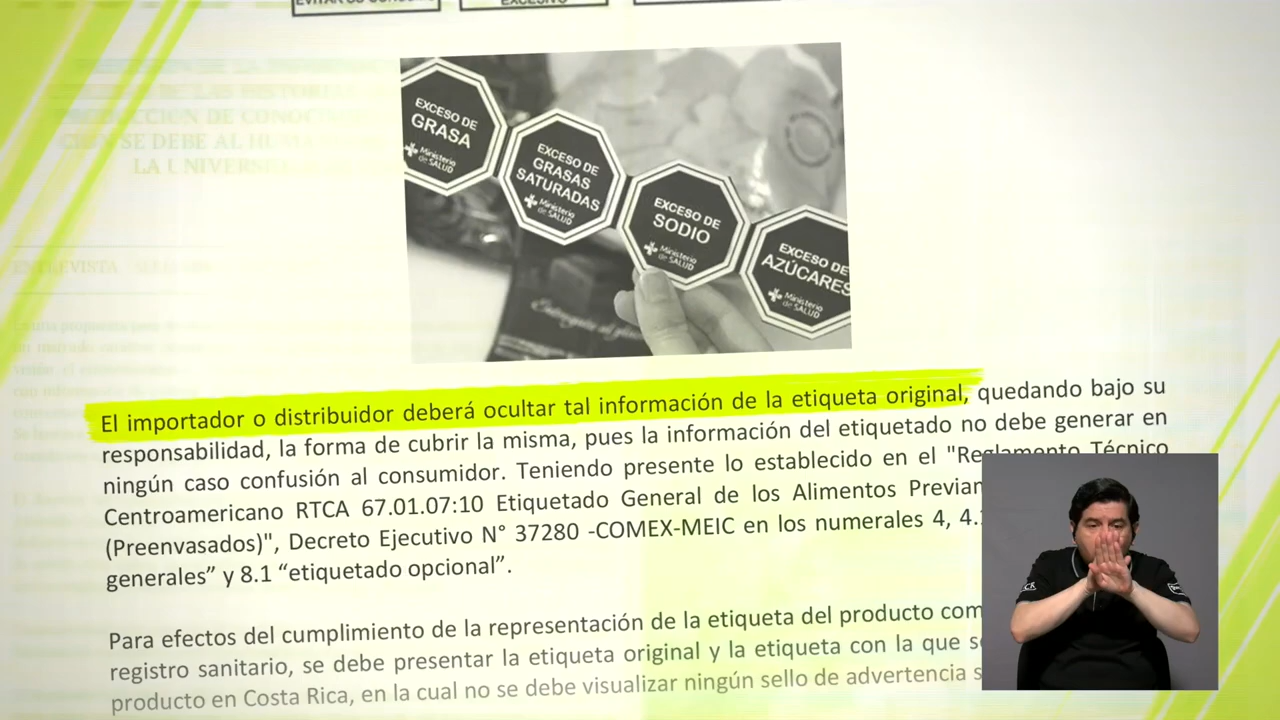 EXCESIVO
EXCESO DE
GRASA
Ministerio
de SALUD
EXCESO DE
GRASAS
SATURADAS
Ministerio
de SALUD
EXCESO DE
SODIO
Ministerio
de SALUD
EXCESO DE
AZÚCARES
Ministerio
de SALUD
LA UNIVERS
ENTREVISTA
El importador o distribuidor deberá ocultar tal información de la etiqueta original, quedando bajo su
responsabilidad, la forma de cubrir la misma, pues la información del etiquetado no debe generar en
ningún caso confusión al consumidor. Teniendo presente lo establecido en el "Reglamento Técnico
Centroamericano RTCA 67.01.07:10 Etiquetado General de los Alimentos
(Preenvasados)", Decreto Ejecutivo N° 37280 -COMEX-MEIC en los numerales 4,
generales” y 8.1 “etiquetado opcional”.
Para efectos del cumplimiento de la representación de la etiqueta del producto
registro sanitario, se debe presentar la etiqueta original y la etiqueta con la que
producto en Costa Rica, en la cual no se debe visualizar ningún sello de advertencia